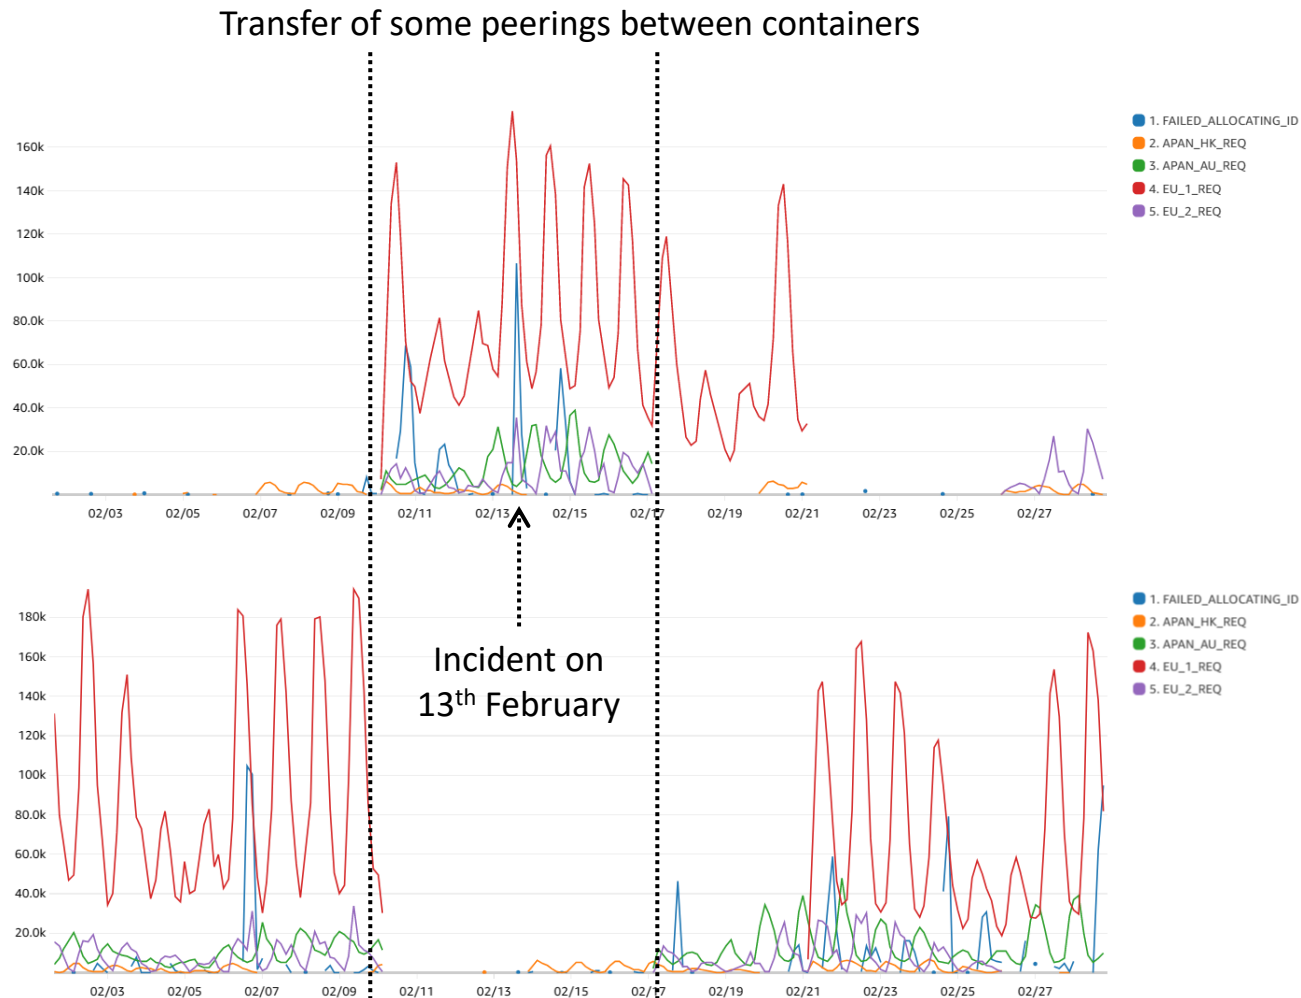 Transfer of some peerings between containers
160k
140k
120k
100k
80.0k
60.0k
40.0k
20.0k
02/03 02/05 02/07 02/09 02/11 02/13 02/15 02/17 02/19 02/21 02/23 02/25 02/27
1. FAILED_ALLOCATING_ID
2. APAN_HK_REQ
3. APAN_AU_REQ
4. EU_1_REQ
5. EU_2_REQ
Incident on
13th February
180k
160k
140k
120k
100k
80.0k
60.0k
40.0k
20.0k
02/03 02/05 02/07 02/09 02/11 02/13 02/15 02/17 02/19 02/21 02/23 02/25 02/27
1. FAILED_ALLOCATING_ID
2. APAN_HK_REQ
3. APAN_AU_REQ
4. EU_1_REQ
5. EU_2_REQ